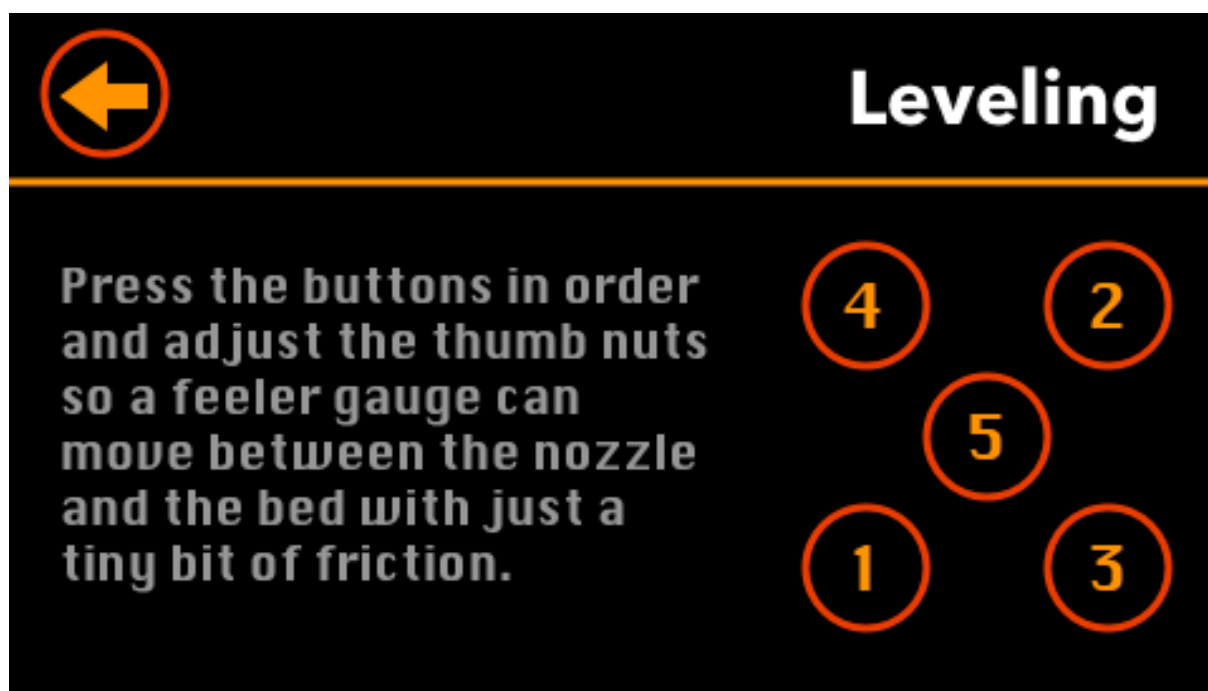 Leveling
Press the buttons in order
and adjust the thumb nuts
so a feeler gauge can
move between the nozzle
and the bed with just a
tiny bit of friction.
4 2
5
1 3